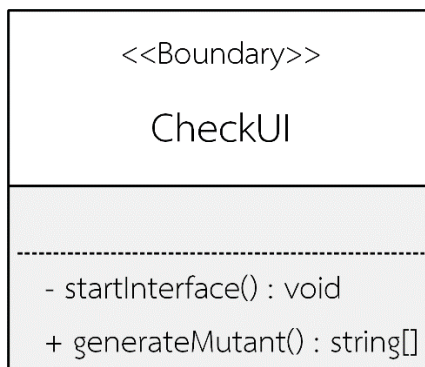 <<Boundary>>
CheckUI
- startInterface() : void
+ generateMutant() : string[]